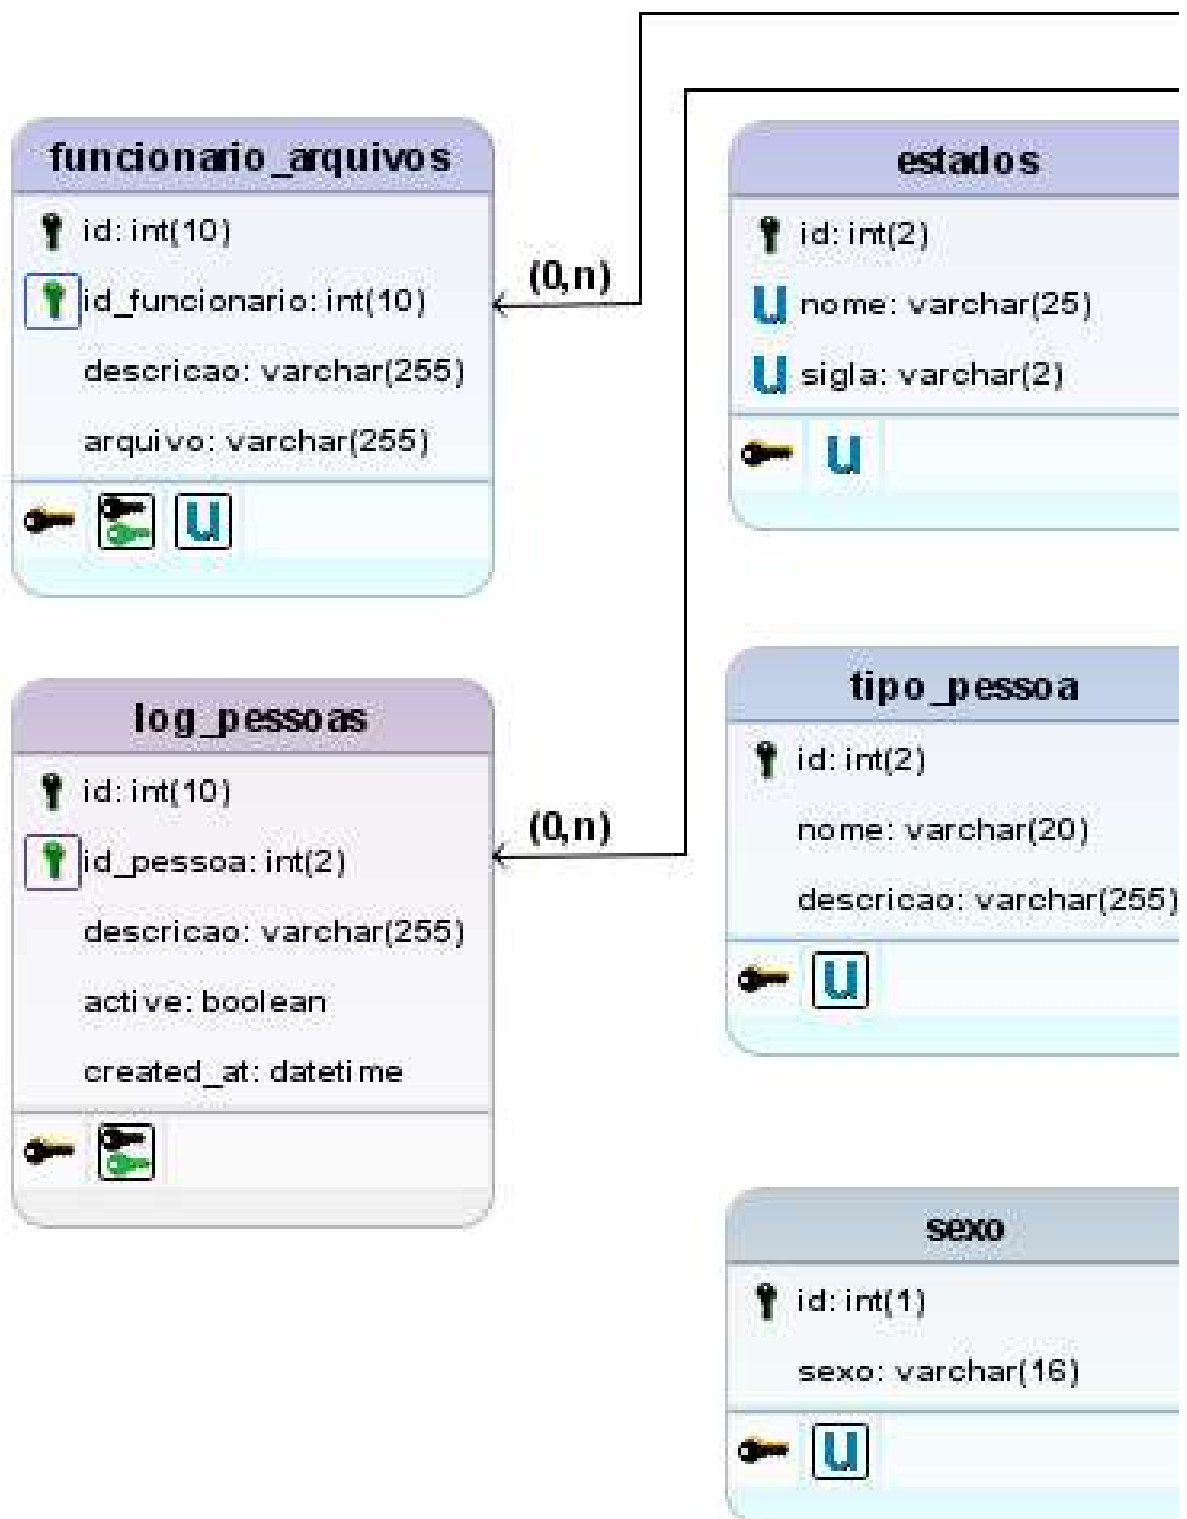 funcionario_arquivos
id: int(10)
id_funcionario: int(10)
descricao: varchar(255)
arquivo: varchar(255)
U
(0,n)
log_pessoas
id: int(10)
id_pessoa: int(2)
descricao: varchar(255)
active: boolean
created_at: datetime
(0,n)
estados
id: int(2)
U nome: varchar(25)
U sigla: varchar(2)
U
tipo_pessoa
id: int(2)
nome: varchar(20)
descricao: varchar(255)
U
sexo
id: int(1)
sexo: varchar(16)
U